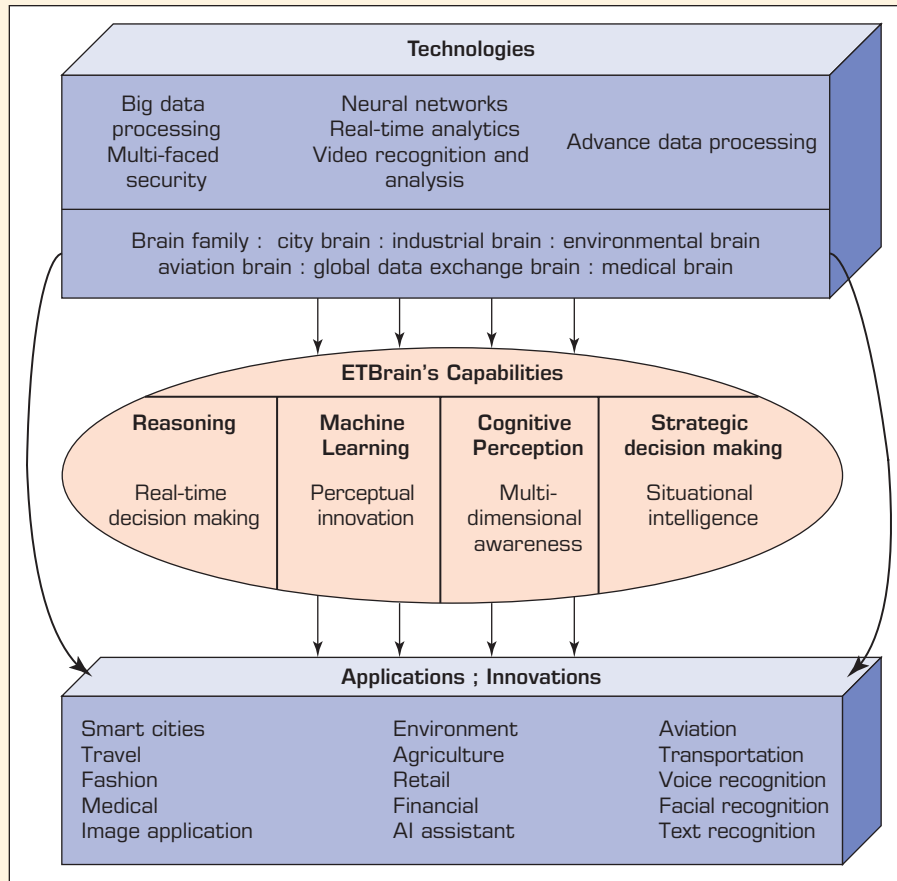 Technologies
Big data
processing
Multi-faced
security
Neural networks
Real-time analytics
Video recognition and
analysis
Advance data processing
Brain family : city brain : industrial brain : environmental brain
aviation brain : global data exchange brain : medical brain
ETBrain's Capabilities
Reasoning
Real-time
decision making
Machine
Learning
Perceptual
innovation
Cognitive
Perception
Multi-
dimensional
awareness
Strategic
decision making
Situational
intelligence
Applications ; Innovations
Smart cities
Travel
Fashion
Medical
Image application
Environment
Agriculture
Retail
Financial
AI assistant
Aviation
Transportation
Voice recognition
Facial recognition
Text recognition